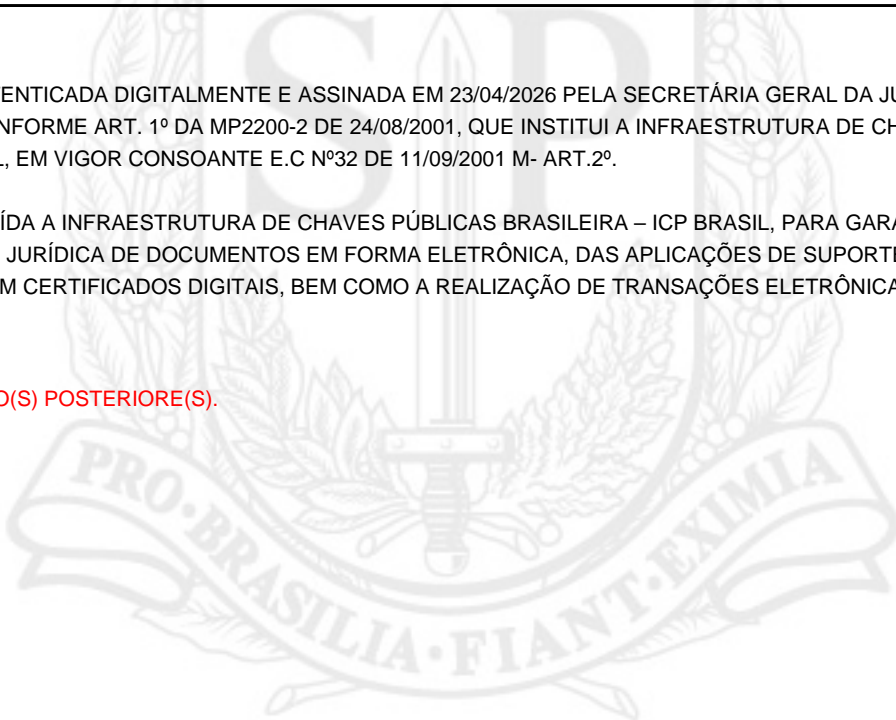 ENTICADA DIGITALMENTE E ASSINADA EM 23/04/2026 PELA SECRETÁRIA GERAL DA JU
NFORME ART. 1º DA MP2200-2 DE 24/08/2001, QUE INSTITUI A INFRAESTRUTURA DE CH
L, EM VIGOR CONSOANTE E.C Nº32 DE 11/09/2001 M- ART.2º.
ÍDA A INFRAESTRUTURA DE CHAVES PÚBLICAS BRASILEIRA – ICP BRASIL, PARA GARA
JURÍDICA DE DOCUMENTOS EM FORMA ELETRÔNICA, DAS APLICAÇÕES DE SUPORTE
M CERTIFICADOS DIGITAIS, BEM COMO A REALIZAÇÃO DE TRANSAÇÕES ELETRÔNICA
O(S) POSTERIORE(S).
SP
PRO·BRASILIA·FIANT·EXIMIA